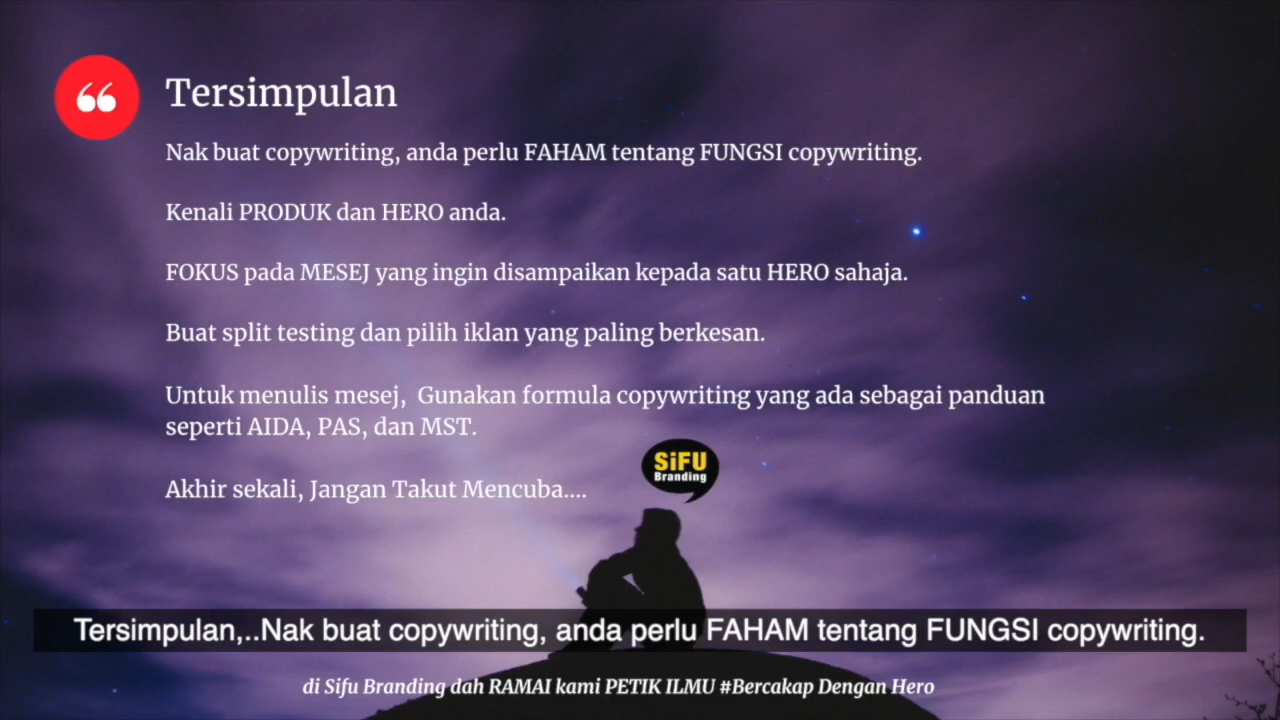 Tersimpulan
Nak buat copywriting, anda perlu FAHAM tentang FUNGSI copywriting.
Kenali PRODUK dan HERO anda.
FOKUS pada MESEJ yang ingin disampaikan kepada satu HERO sahaja.
Buat split testing dan pilih iklan yang paling berkesan.
Untuk menulis mesej,  Gunakan formula copywriting yang ada sebagai panduan
seperti AIDA, PAS, dan MST.
Akhir sekali, Jangan Takut Mencuba....
SiFU
Branding
Tersimpulan,..Nak buat copywriting, anda perlu FAHAM tentang FUNGSI copywriting.
di Sifu Branding dah RAMAI kami PETIK ILMU #Bercakap Dengan Hero